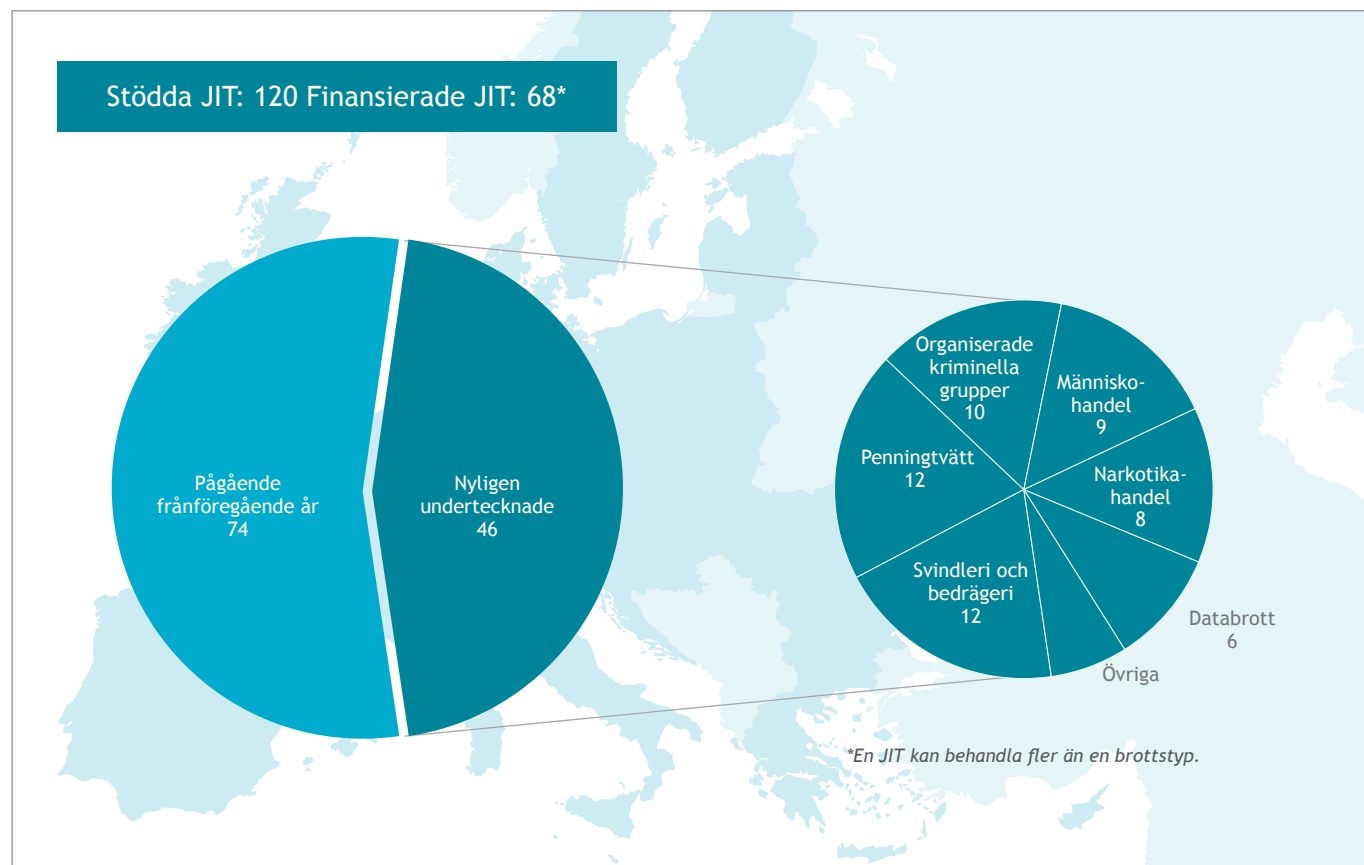 Stödda JIT: 120 Finansierade JIT: 68*
Pågående
frånföregående år
74
Nyligen
undertecknade
46
Organiserade
kriminella
grupper
10
Människo-
handel
9
Narkotika-
handel
8
Databrott
6
Övriga
Svindleri och
bedrägeri
12
Penningtvätt
12
*En JIT kan behandla fler än en brottstyp.